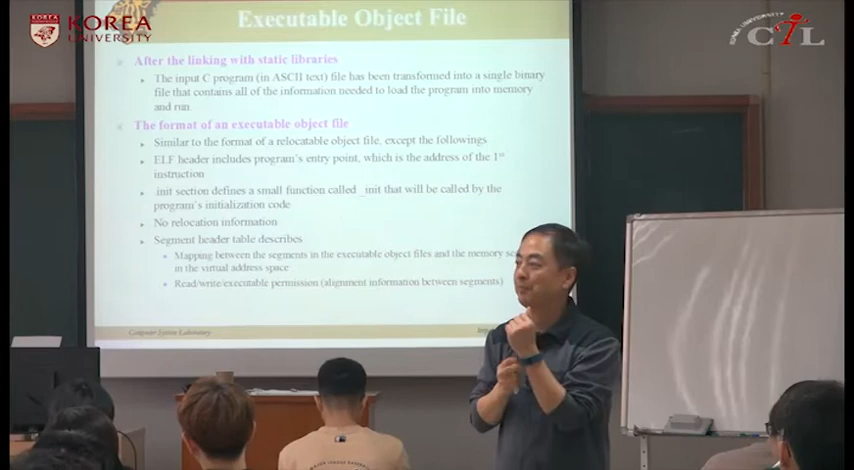 KOREA
UNIVERSITY
Executable Object File
KOREA UNIVERSITY
CIL
After the linking with static libraries
The input C program (in ASCII text) file has been transformed into a single binary
file that contains all of the information needed to load the program into memory
and run.
The format of an executable object file
Similar to the format of a relocatable object file, except the followings
ELF header includes program's entry point, which is the address of the 1st
instruction
.init section defines a small function called _init that will be called by the
program's initialization code
No relocation information
Segment header table describes
Mapping between the segments in the executable object files and the memory
in the virtual address space
Read/write/executable permission (alignment information between segments)
Computer System Laboratory